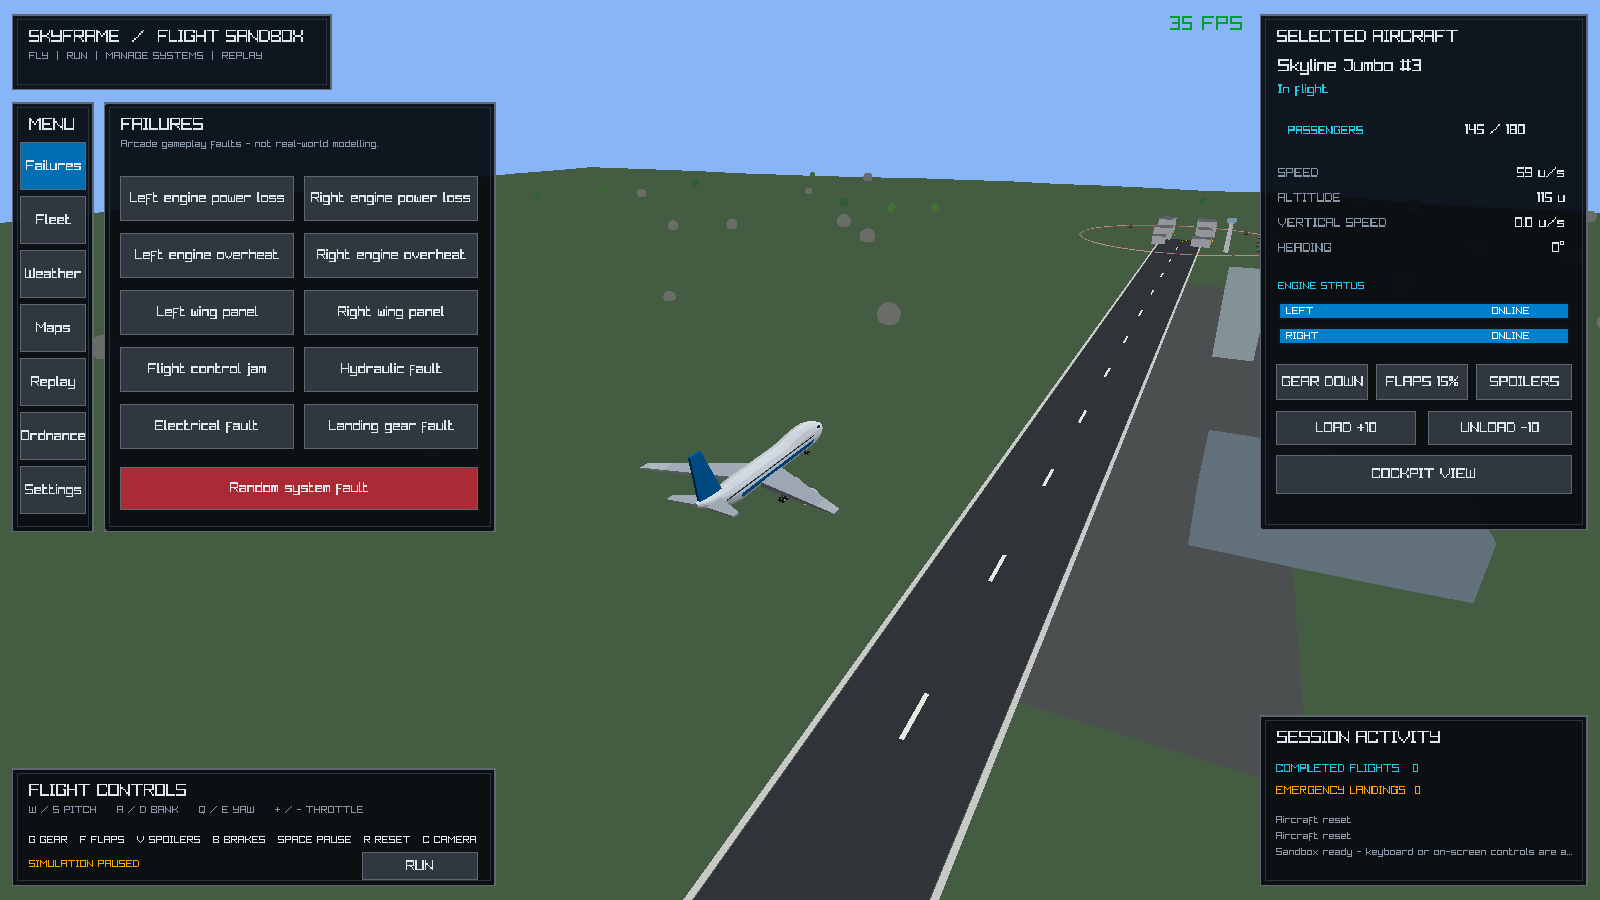 SKYFRAME / FLIGHT SANDBOX
FLY | RUN | MANAGE SYSTEMS | REPLAY
35 FPS
MENU
Failures
Fleet
Weather
Maps
Replay
Ordnance
Settings
FAILURES
Arcade gameplay faults - not real-world modelling.
Left engine power loss
Right engine power loss
Left engine overheat
Right engine overheat
Left wing panel
Right wing panel
Flight control jam
Hydraulic fault
Electrical fault
Landing gear fault
Random system fault
SELECTED AIRCRAFT
Skyline Jumbo #3
In flight
PASSENGERS 145 / 180
SPEED 59 u/s
ALTITUDE 115 u
VERTICAL SPEED 0.0 u/s
HEADING 0°
ENGINE STATUS
LEFT ONLINE
RIGHT ONLINE
GEAR DOWN
FLAPS 15%
SPOILERS
LOAD +10
UNLOAD -10
COCKPIT VIEW
FLIGHT CONTROLS
W / S PITCH A / D BANK Q / E YAW + / - THROTTLE
G GEAR F FLAPS V SPOILERS B BRAKES SPACE PAUSE R RESET C CAMERA
SIMULATION PAUSED
RUN
SESSION ACTIVITY
COMPLETED FLIGHTS 0
EMERGENCY LANDINGS 0
Aircraft reset
Aircraft reset
Sandbox ready - keyboard or on-screen controls are a...